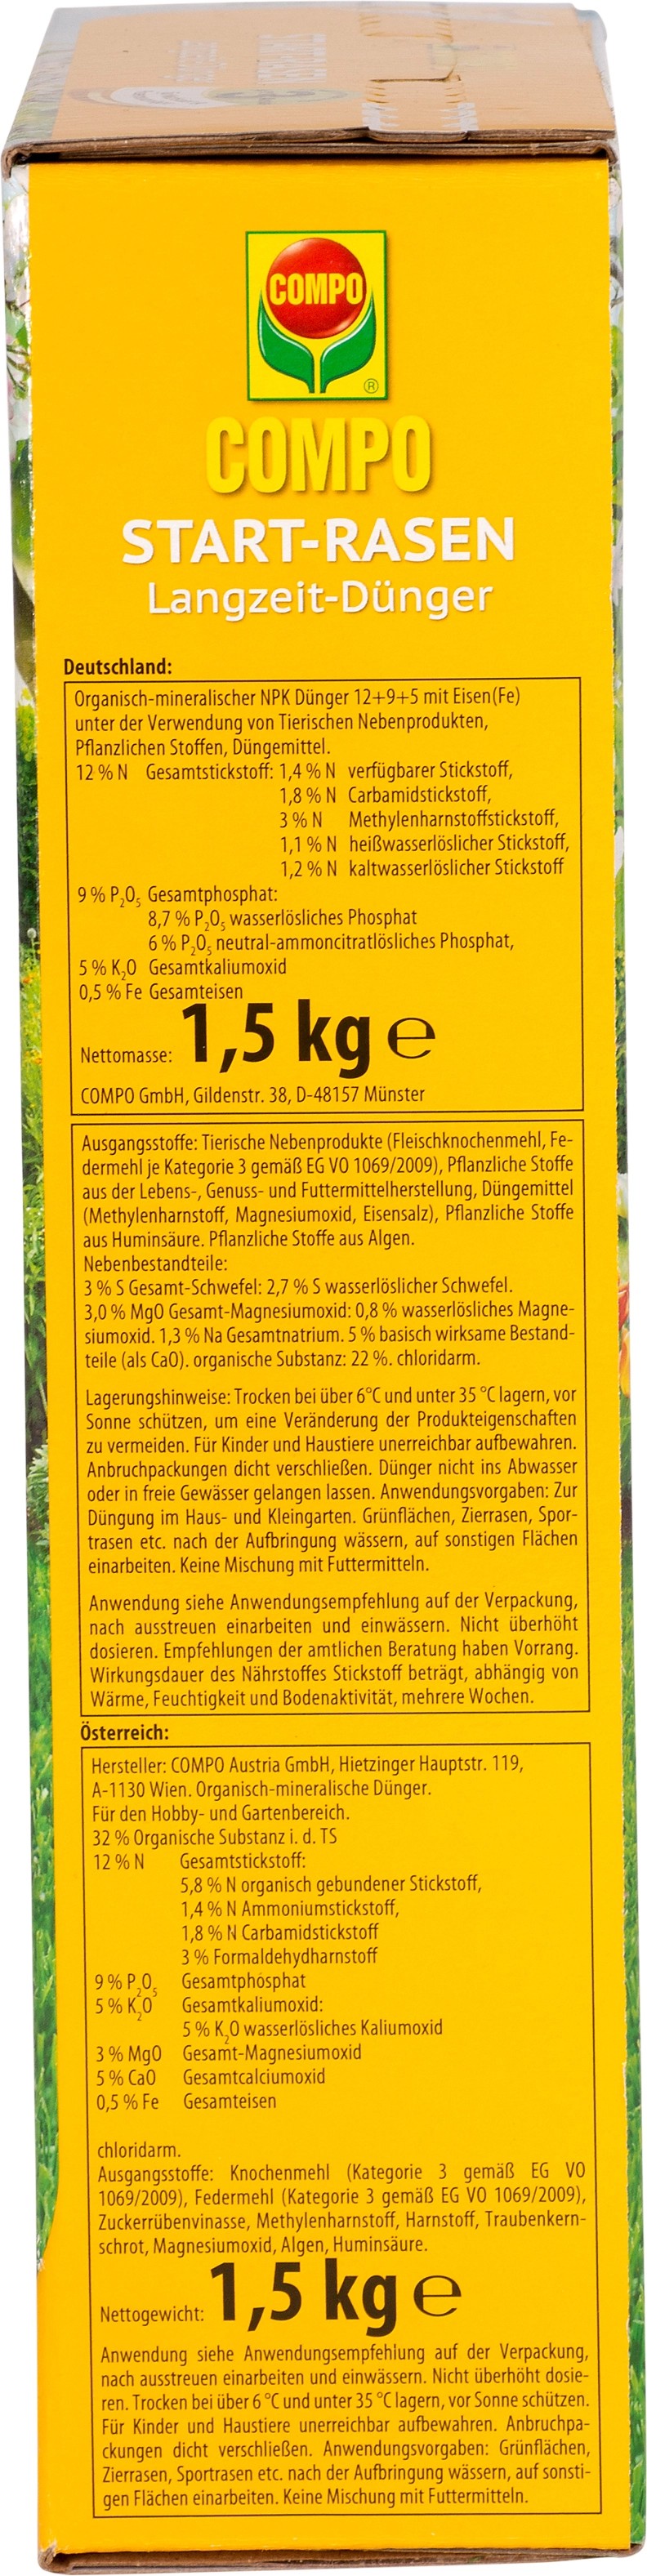 COMPO
®
COMPO
START-RASEN
Langzeit-Dünger
Deutschland:
Organisch-mineralischer NPK Dünger 12+9+5 mit Eisen (Fe)
unter der Verwendung von Tierischen Nebenprodukten,
Pflanzlichen Stoffen, Düngemittel.
12 % N Gesamtstickstoff: 1,4 % N verfügbarer Stickstoff,
1,8 % N Carbamidstickstoff,
3 % N Methylenharnstoffstickstoff,
1,1 % N heißwasserlöslicher Stickstoff,
1,2 % N kaltwasserlöslicher Stickstoff
9 % P₂O₅ Gesamtphosphat:
8,7 % P₂O₅ wasserlösliches Phosphat
6 % P₂O₅ neutral-ammoncitratlösliches Phosphat,
5 % K₂O Gesamtkaliumoxid
0,5 % Fe Gesamteisen
Nettomasse: 1,5 kg e
COMPO GmbH, Gildenstr. 38, D-48157 Münster
Ausgangsstoffe: Tierische Nebenprodukte (Fleischknochenmehl, Fe-
dermehl je Kategorie 3 gemäß EG VO 1069/2009), Pflanzliche Stoffe
aus der Lebens-, Genuss- und Futtermittelherstellung, Düngemittel
(Methylenharnstoff, Magnesiumoxid, Eisensalz), Pflanzliche Stoffe
aus Huminsäure. Pflanzliche Stoffe aus Algen.
Nebenbestandteile:
3 % S Gesamt-Schwefel: 2,7 % S wasserlöslicher Schwefel.
3,0 % MgO Gesamt-Magnesiumoxid: 0,8 % wasserlösliches Magne-
siumoxid. 1,3 % Na Gesamtnatrium. 5 % basisch wirksame Bestand-
teile (als CaO). organische Substanz: 22 %. chloridarm.
Lagerungshinweise: Trocken bei über 6°C und unter 35 °C lagern, vor
Sonne schützen, um eine Veränderung der Produkteigenschaften
zu vermeiden. Für Kinder und Haustiere unerreichbar aufbewahren.
Anbruchpackungen dicht verschließen. Dünger nicht ins Abwasser
oder in freie Gewässer gelangen lassen. Anwendungsvorgaben: Zur
Düngung im Haus- und Kleingarten. Grünflächen, Zierrasen, Spor-
trasen etc. nach der Aufbringung wässern, auf sonstigen Flächen
einarbeiten. Keine Mischung mit Futtermitteln.
Anwendung siehe Anwendungsempfehlung auf der Verpackung,
nach ausstreuen einarbeiten und einwässern. Nicht überhöht
dosieren. Empfehlungen der amtlichen Beratung haben Vorrang.
Wirkungsdauer des Nährstoffes Stickstoff beträgt, abhängig von
Wärme, Feuchtigkeit und Bodenaktivität, mehrere Wochen.
Österreich:
Hersteller: COMPO Austria GmbH, Hietzinger Hauptstr. 119,
A-1130 Wien. Organisch-mineralische Dünger.
Für den Hobby- und Gartenbereich.
32 % Organische Substanz i. d. TS
12 % N Gesamtstickstoff:
5,8 % N organisch gebundener Stickstoff,
1,4 % N Ammoniumstickstoff,
1,8 % N Carbamidstickstoff
3 % Formaldehydharnstoff
9 % P₂O₅ Gesamtphosphat
5 % K₂O Gesamtkaliumoxid:
5 % K₂O wasserlösliches Kaliumoxid
3 % MgO Gesamt-Magnesiumoxid
5 % CaO Gesamtcalciumoxid
0,5 % Fe Gesamteisen
chloridarm.
Ausgangsstoffe: Knochenmehl (Kategorie 3 gemäß EG VO
1069/2009), Federmehl (Kategorie 3 gemäß EG VO 1069/2009),
Zuckerrübenvinasse, Methylenharnstoff, Harnstoff, Traubenkern-
schrot, Magnesiumoxid, Algen, Huminsäure.
Nettogewicht: 1,5 kg e
Anwendung siehe Anwendungsempfehlung auf der Verpackung,
nach ausstreuen einarbeiten und einwässern. Nicht überhöht dosie-
ren. Trocken bei über 6 °C und unter 35 °C lagern, vor Sonne schützen.
Für Kinder und Haustiere unerreichbar aufbewahren. Anbruchpa-
ckungen dicht verschließen. Anwendungsvorgaben: Grünflächen,
Zierrasen, Sportrasen etc. nach der Aufbringung wässern, auf sonsti-
gen Flächen einarbeiten. Keine Mischung mit Futtermitteln.